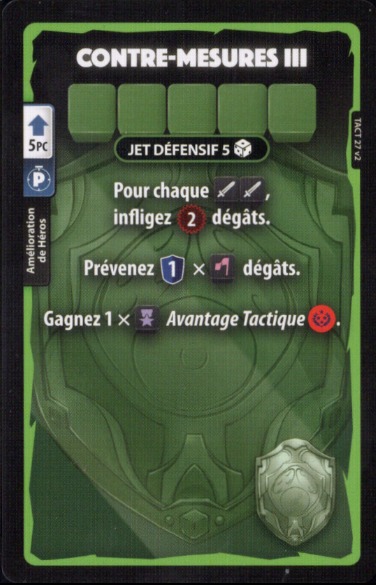 CONTRE-MESURES III
JET DÉFENSIF 5
5PC
P
Amélioration
de Héros
TACT 27 v2
Pour chaque ,
infligez 2 dégâts.
Prévenez 1 × dégâts.
Gagnez 1 × Avantage Tactique .